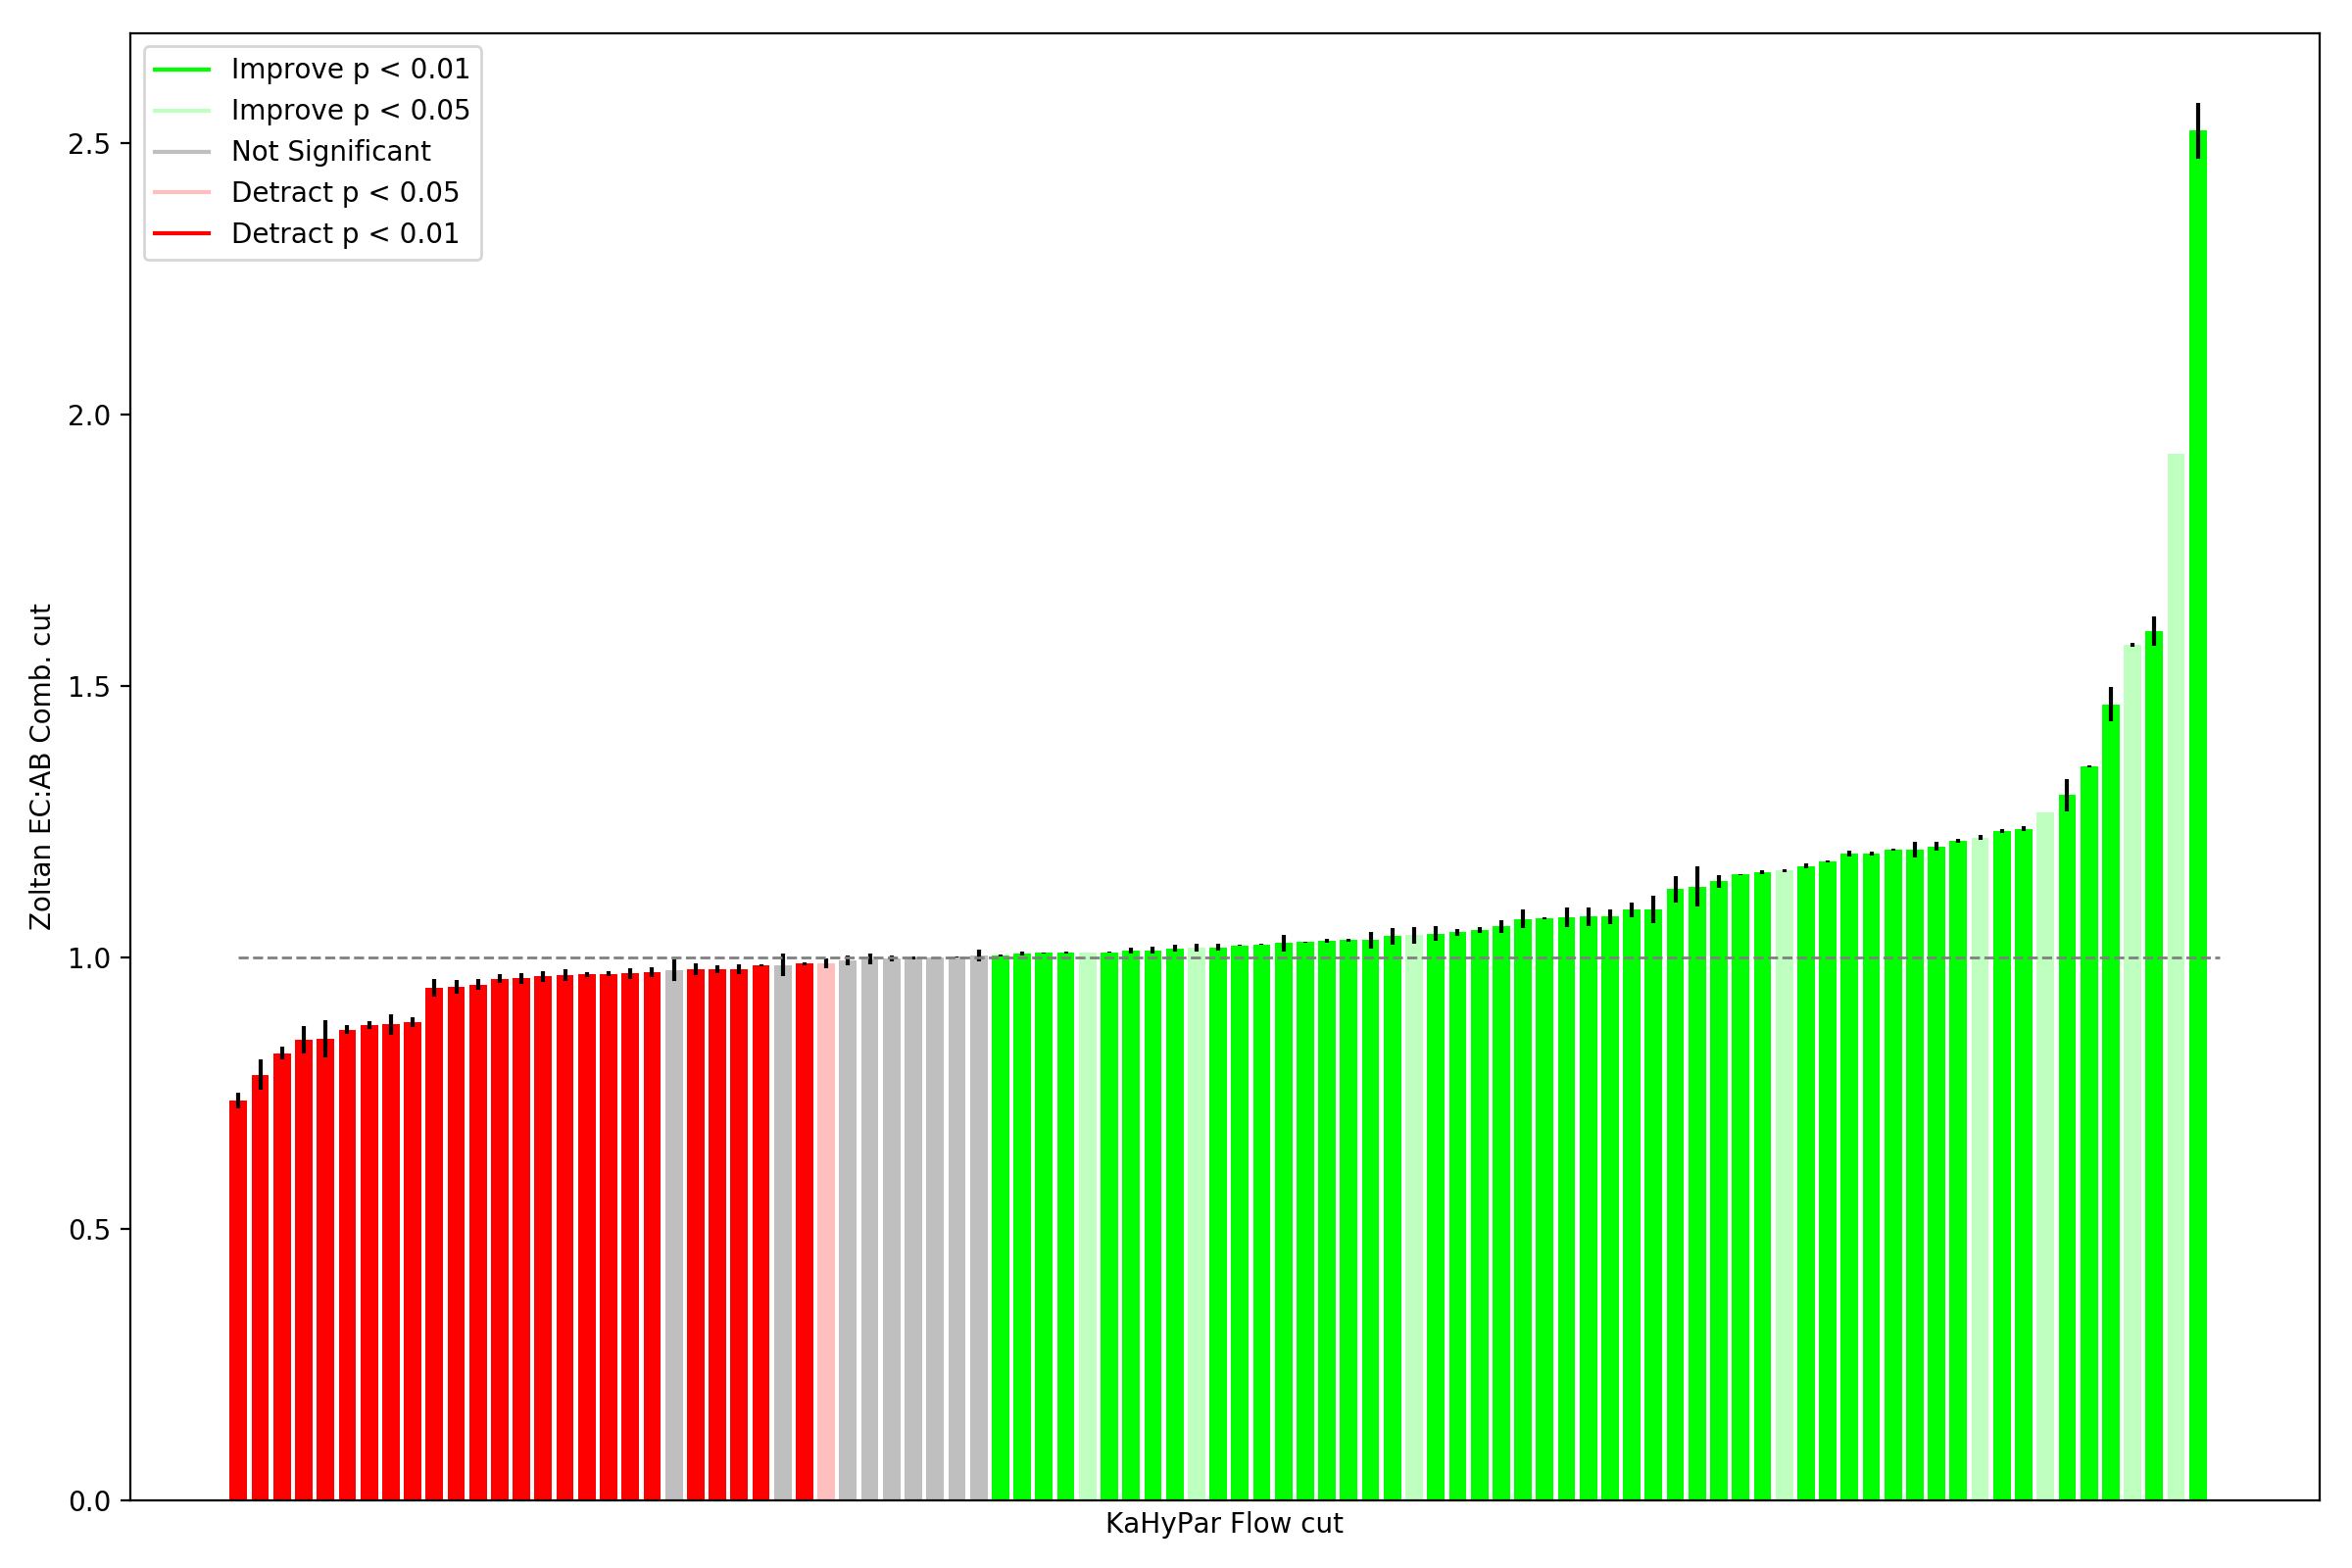 Improve p < 0.01
Improve p < 0.05
Not Significant
Detract p < 0.05
Detract p < 0.01
2.5
2.0
1.5
1.0
0.5
0.0
Zoltan EC:AB Comb. cut
KaHyPar Flow cut